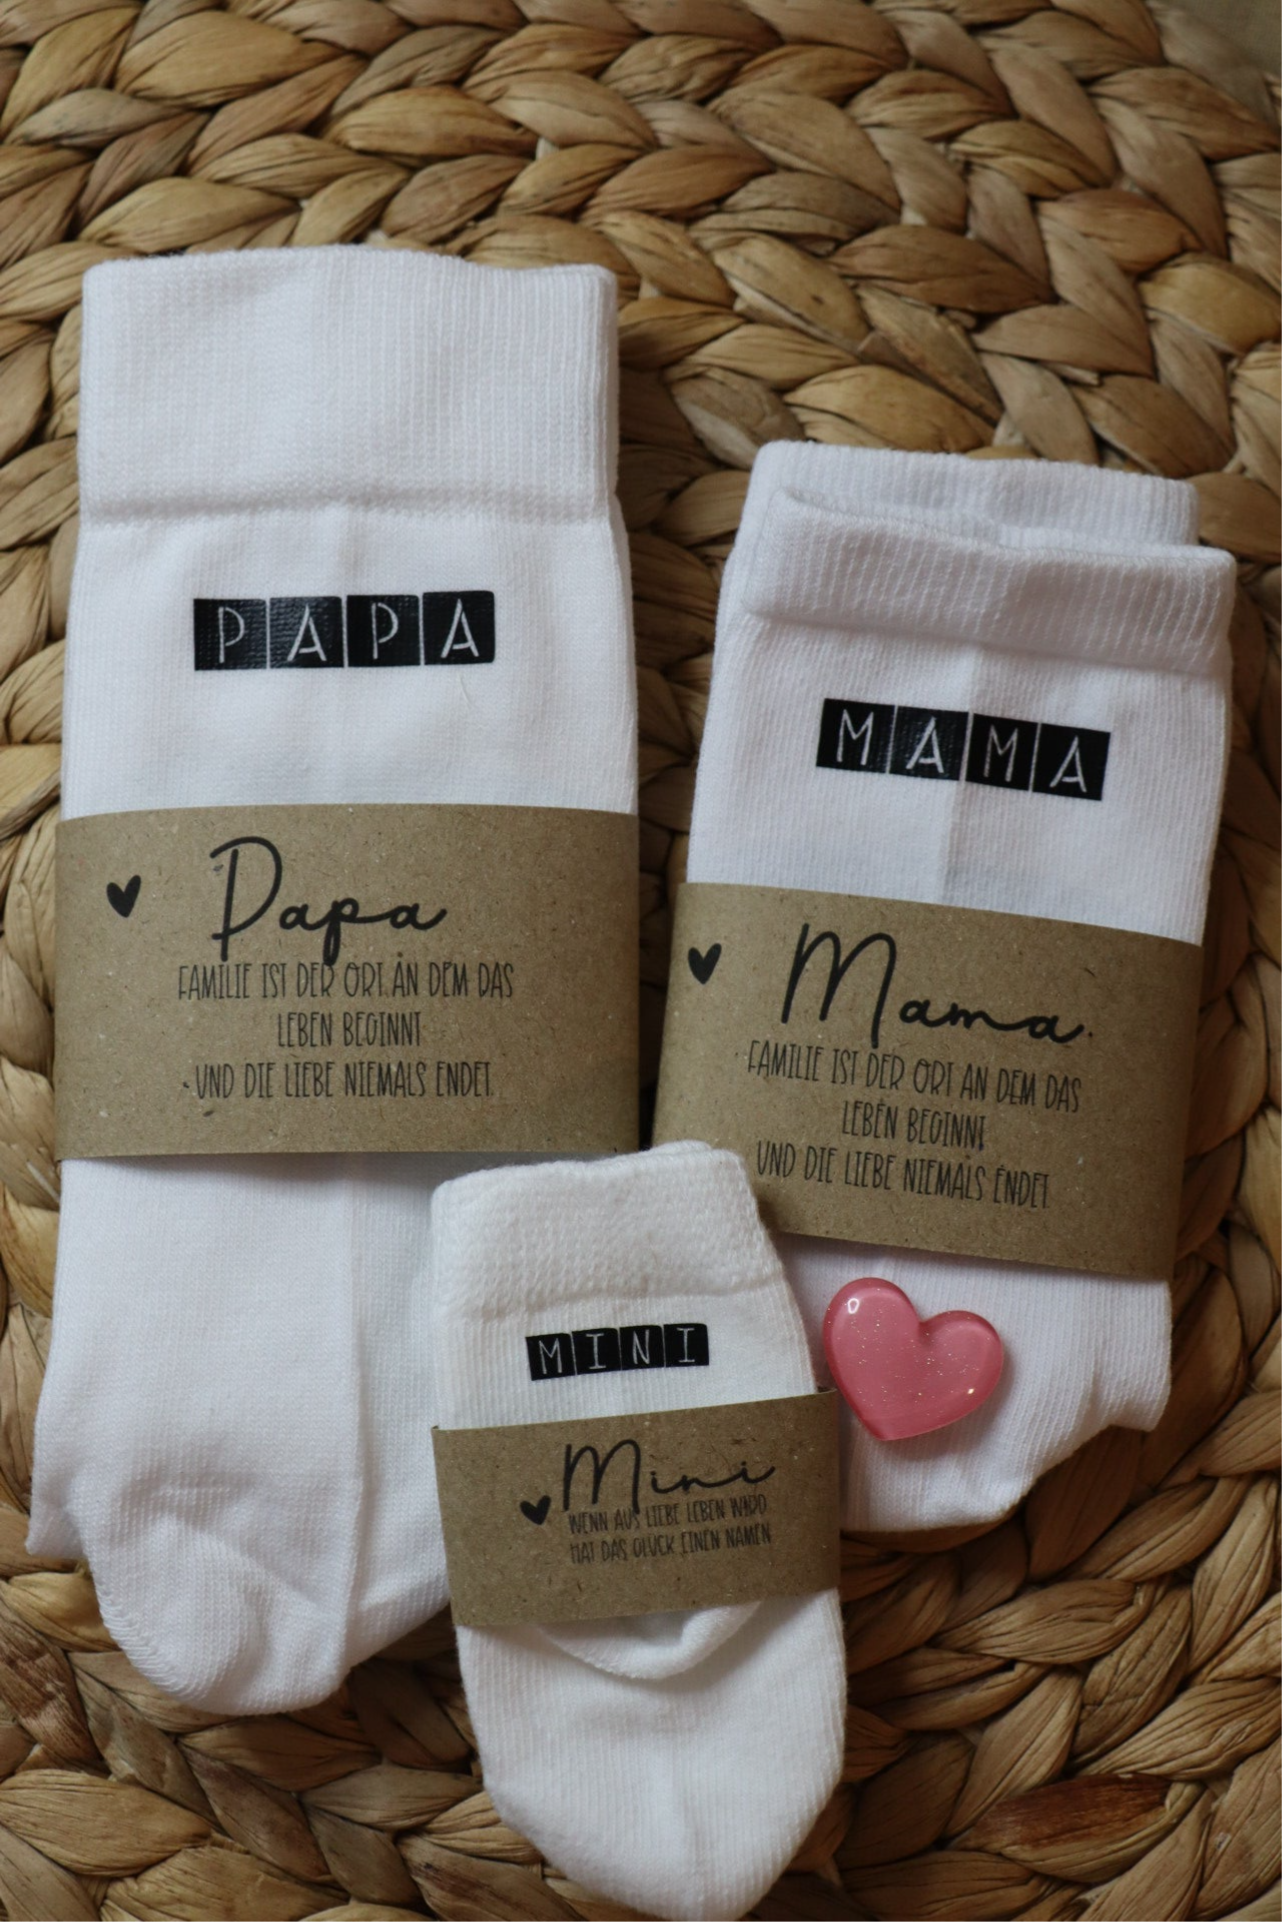 PAPA
Papa
FAMILIE IST DER ORT AN DEM DAS
LEBEN BEGINNT
UND DIE LIEBE NIEMALS ENDET.
MAMA
Mama
FAMILIE IST DER ORT AN DEM DAS
LEBEN BEGINNT
UND DIE LIEBE NIEMALS ENDET.
MINI
Mini
WENN AUS LIEBE LEBEN WIRD,
HAT DAS GLÜCK EINEN NAMEN